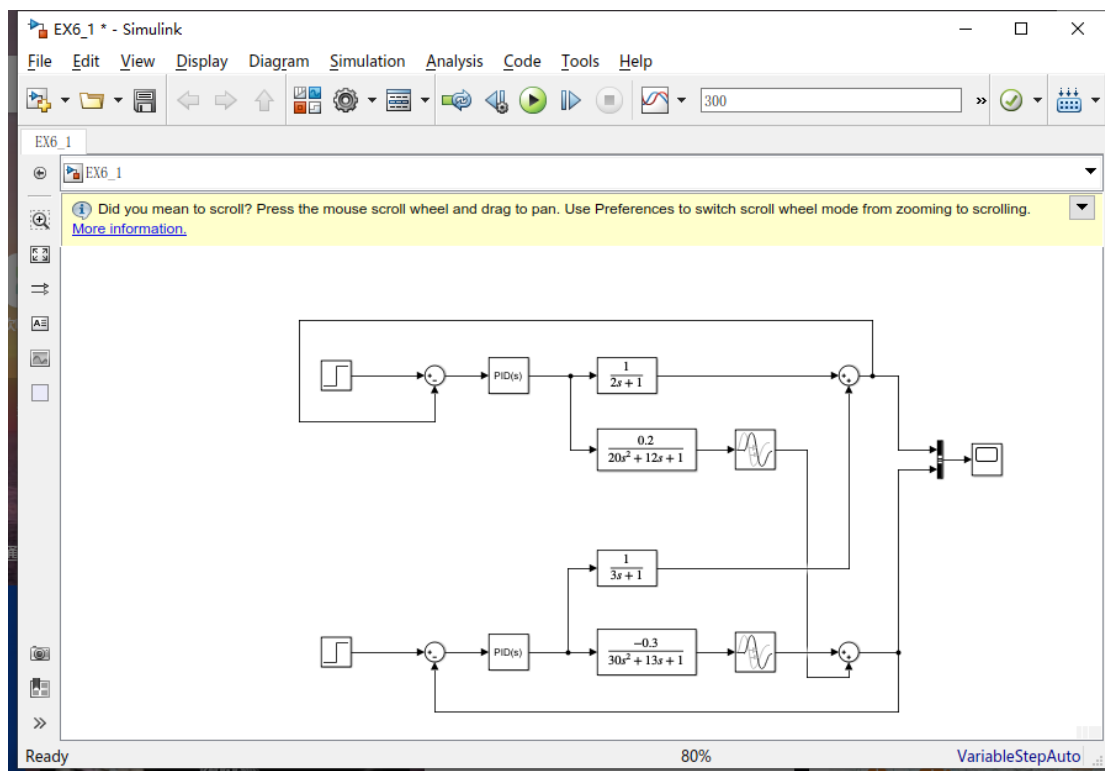 EX6_1 * - Simulink
File Edit View Display Diagram Simulation Analysis Code Tools Help
300
EX6_1
EX6_1
Did you mean to scroll? Press the mouse scroll wheel and drag to pan. Use Preferences to switch scroll wheel mode from zooming to scrolling.
More information.
PID(s)
1
2s + 1
0.2
20s² + 12s + 1
1
3s + 1
PID(s)
−0.3
30s² + 13s + 1
Ready 80% VariableStepAuto